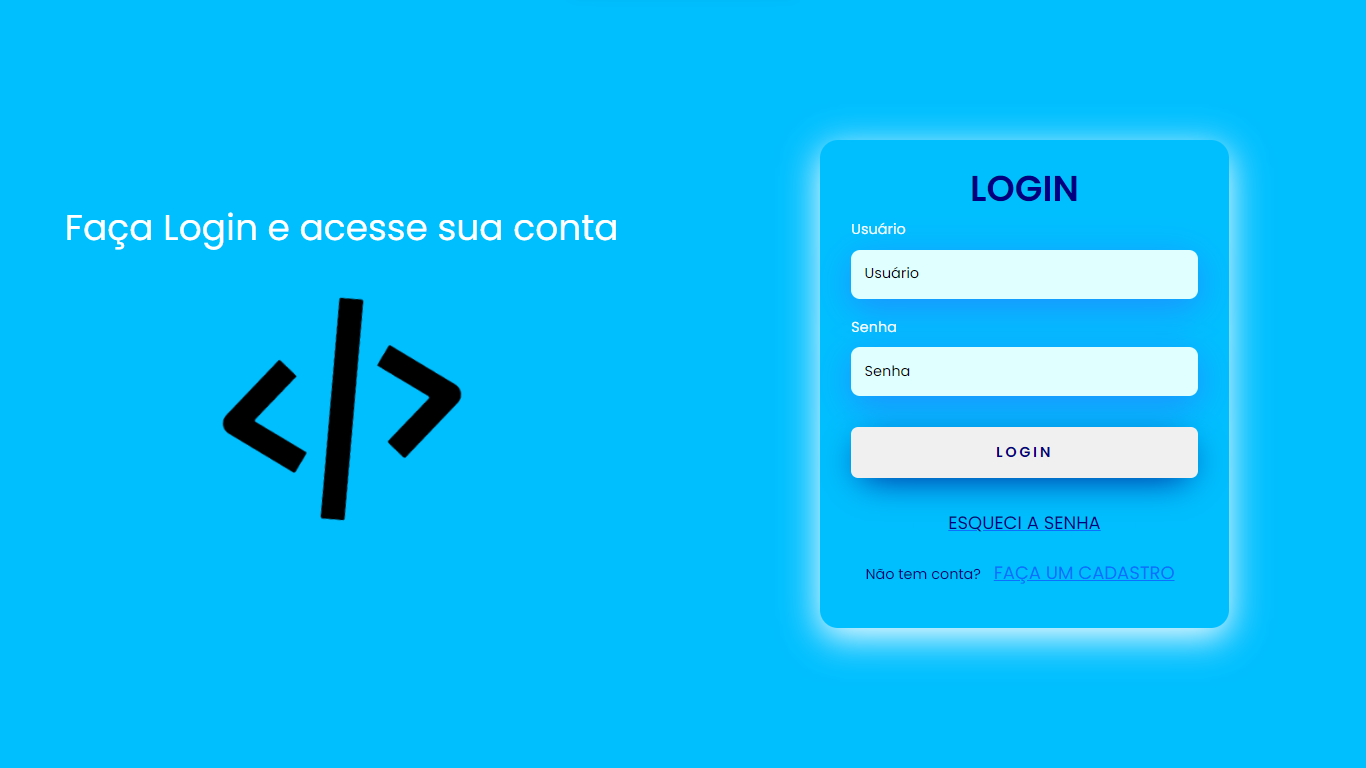 Faça Login e acesse sua conta
LOGIN
Usuário
Usuário
Senha
Senha
LOGIN
ESQUECI A SENHA
Não tem conta? FAÇA UM CADASTRO